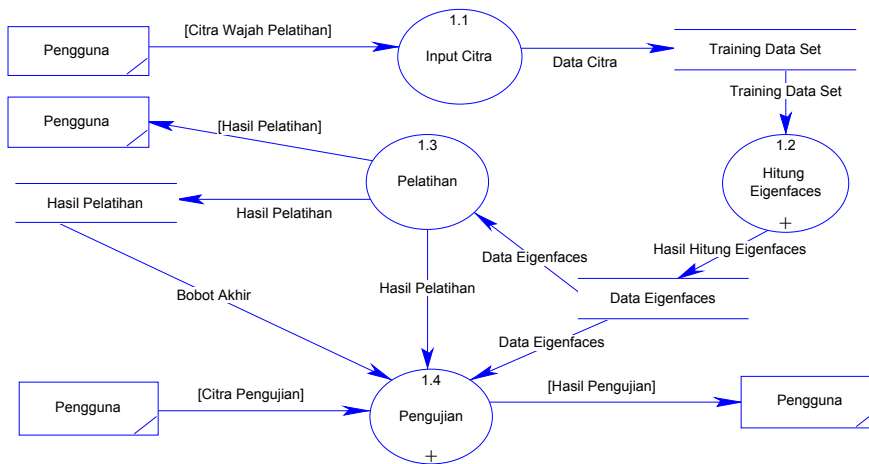 1.1
[Citra Wajah Pelatihan]
Pengguna
Input Citra
Data Citra
Training Data Set
Training Data Set
Pengguna
[Hasil Pelatihan]
1.3
Pelatihan
1.2
Hitung
Eigenfaces
+
Hasil Pelatihan
Hasil Pelatihan
Hasil Hitung Eigenfaces
Data Eigenfaces
Hasil Pelatihan
Bobot Akhir
Data Eigenfaces
Data Eigenfaces
1.4
Pengguna
[Citra Pengujian]
Pengujian
+
[Hasil Pengujian]
Pengguna